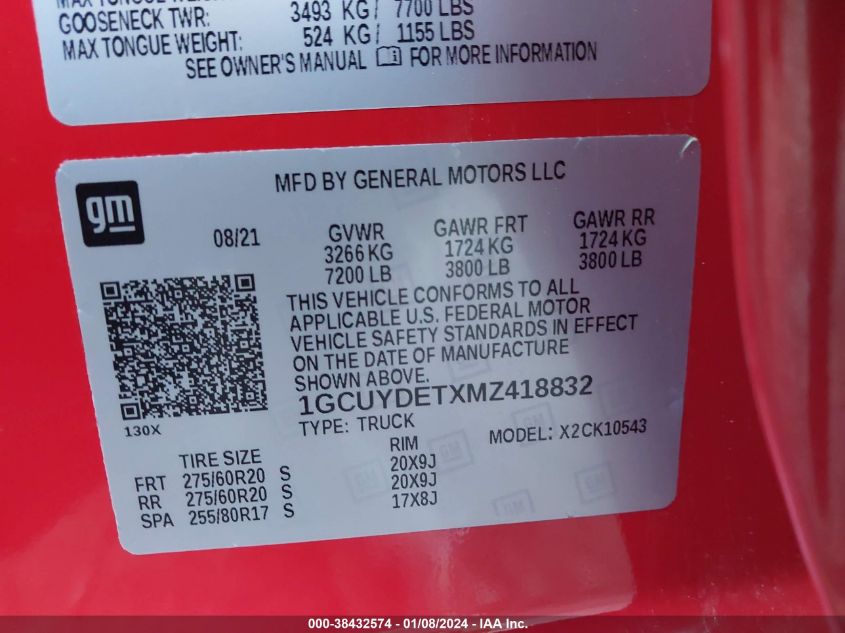 GOOSENECK TWR: 3493 KG/ 7700 LBS
MAX TONGUE WEIGHT: 524 KG/ 1155 LBS
SEE OWNER'S MANUAL FOR MORE INFORMATION
MFD BY GENERAL MOTORS LLC
gm
08/21
GVWR GAWR FRT GAWR RR
3266 KG 1724 KG 1724 KG
7200 LB 3800 LB 3800 LB
THIS VEHICLE CONFORMS TO ALL
APPLICABLE U.S. FEDERAL MOTOR
VEHICLE SAFETY STANDARDS IN EFFECT
ON THE DATE OF MANUFACTURE
SHOWN ABOVE.
1GCUYDETXMZ418832
130X
TYPE: TRUCK
MODEL: X2CK10543
TIRE SIZE RIM
FRT 275/60R20 S 20X9J
RR 275/60R20 S 20X9J
SPA 255/80R17 S 17X8J
GM
000-38432574 - 01/08/2024 - IAA Inc.